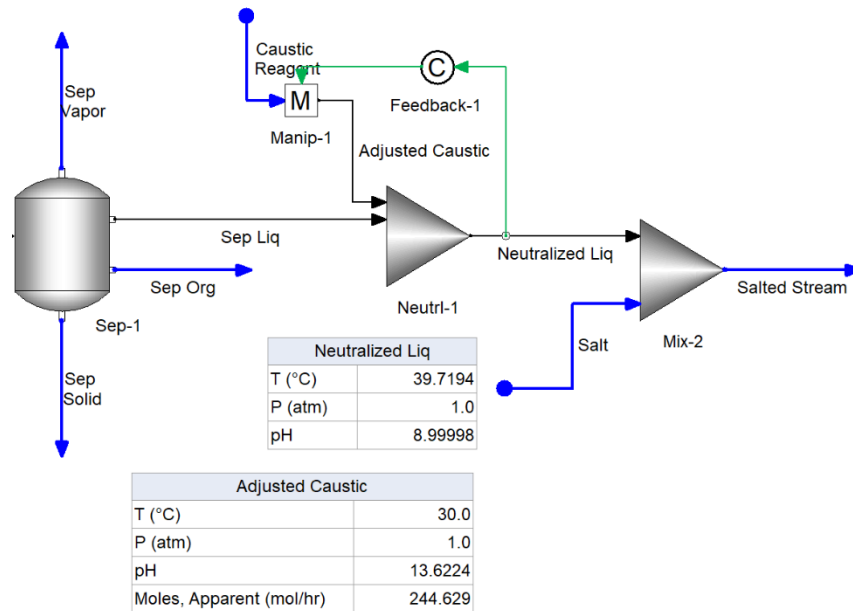 Sep
Vapor
Caustic
Reagent
C
Feedback-1
M
Manip-1
Adjusted Caustic
Sep Liq
Neutralized Liq
Sep Org
Salted Stream
Sep-1
Neutrl-1
Salt
Mix-2
Sep
Solid
Neutralized Liq
T (°C) 39.7194
P (atm) 1.0
pH 8.99998
Adjusted Caustic
T (°C) 30.0
P (atm) 1.0
pH 13.6224
Moles, Apparent (mol/hr) 244.629